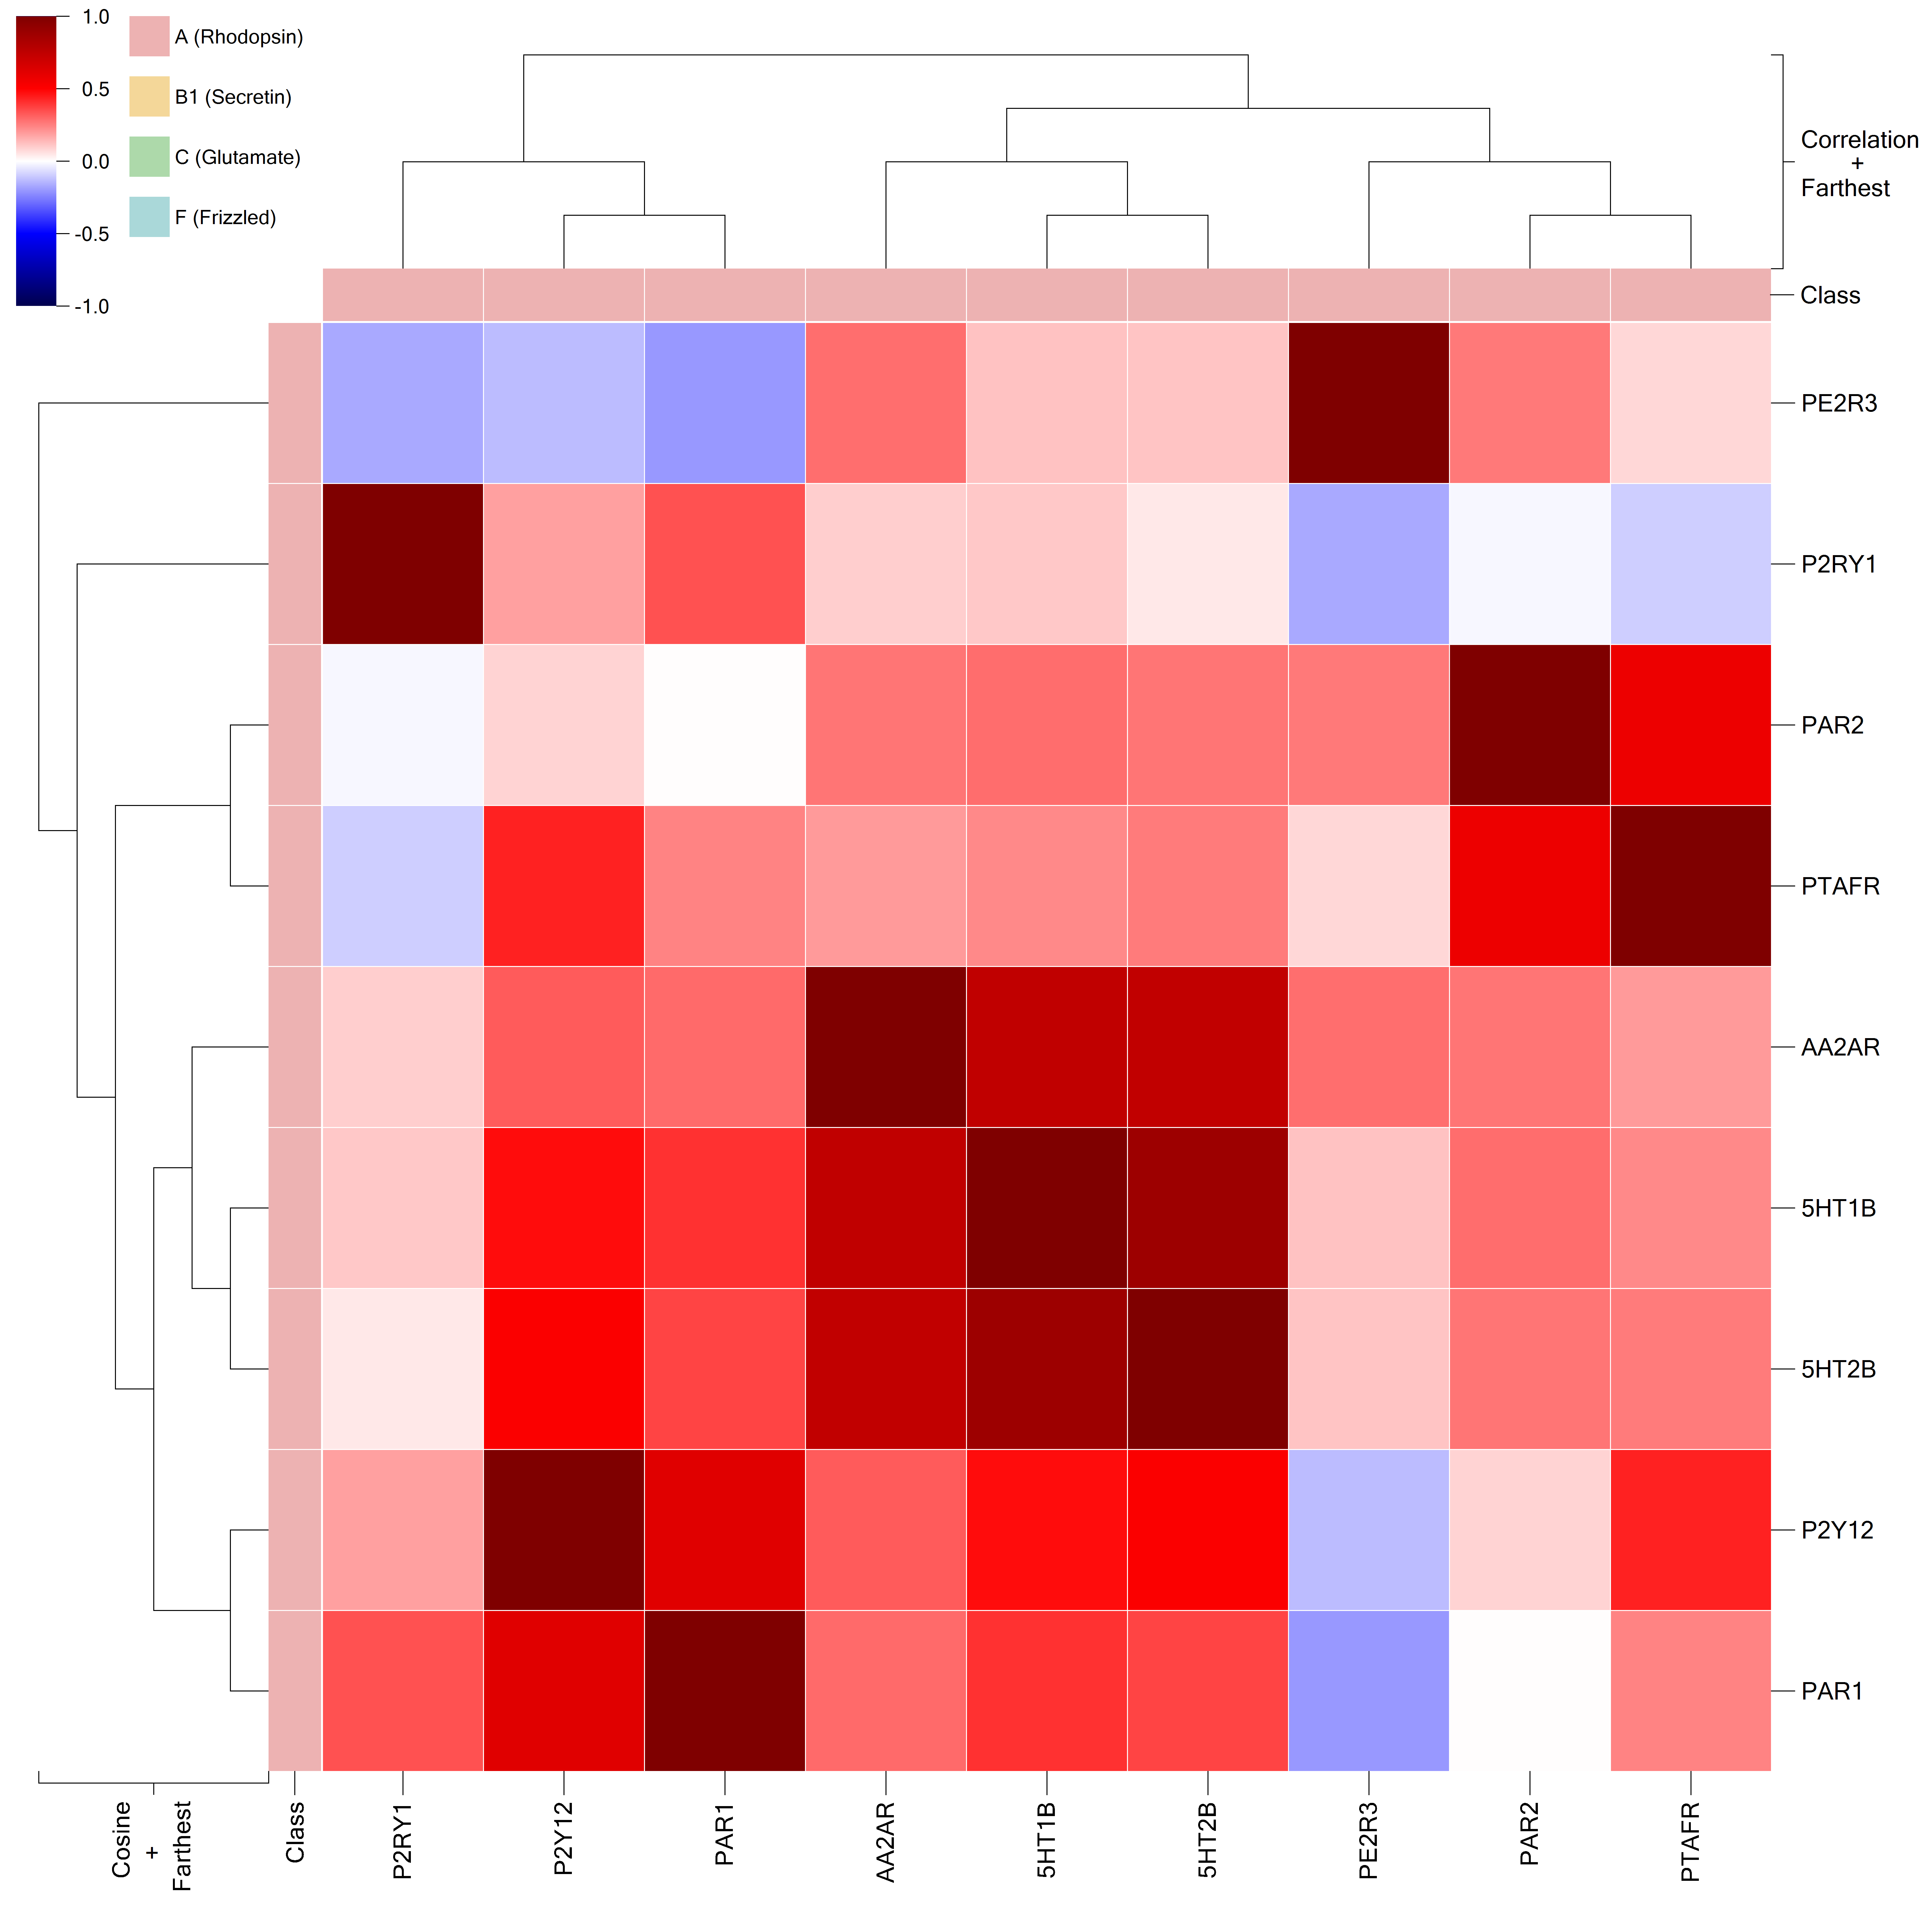 1.0
0.5
0.0
-0.5
-1.0
A (Rhodopsin)
B1 (Secretin)
C (Glutamate)
F (Frizzled)
Correlation
+
Farthest
Class
PE2R3
P2RY1
PAR2
PTAFR
AA2AR
5HT1B
5HT2B
P2Y12
PAR1
Cosine
+
Farthest
Class
P2RY1
P2Y12
PAR1
AA2AR
5HT1B
5HT2B
PE2R3
PAR2
PTAFR